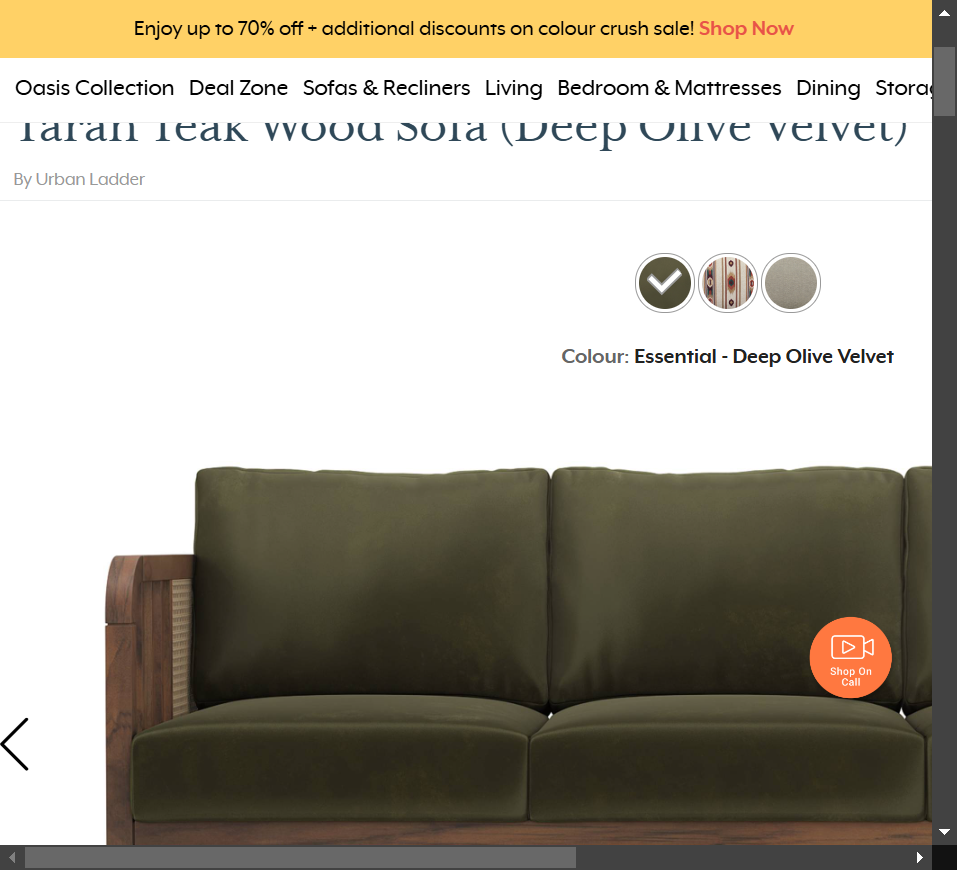 Enjoy up to 70% off + additional discounts on colour crush sale! Shop Now
Oasis Collection Deal Zone Sofas & Recliners Living Bedroom & Mattresses Dining
Taran Teak Wood Sofa (Deep Olive Velvet)
By Urban Ladder
Colour: Essential - Deep Olive Velvet
Shop On
Call